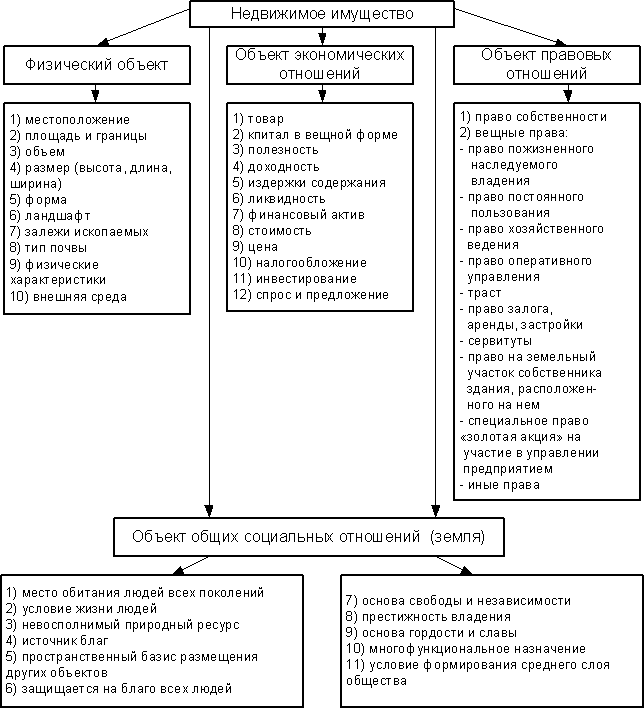 Недвижимое имущество
Физический объект
Объект экономических
отношений
Объект правовых
отношений
1) местоположение
2) площадь и границы
3) объем
4) размер (высота, длина,
ширина)
5) форма
6) ландшафт
7) залежи ископаемых
8) тип почвы
9) физические
характеристики
10) внешняя среда
1) товар
2) кпитал в вещной форме
3) полезность
4) доходность
5) издержки содержания
6) ликвидность
7) финансовый актив
8) стоимость
9) цена
10) налогообложение
11) инвестирование
12) спрос и предложение
1) право собственности
2) вещные права:
- право пожизненного
наследуемого
владения
- право постоянного
пользования
- право хозяйственного
ведения
- право оперативного
управления
- траст
- право залога,
аренды, застройки
- сервитуты
- право на земельный
участок собственника
здания, расположен-
ного на нем
- специальное право
«золотая акция» на
участие в управлении
предприятием
- иные права
Объект общих социальных отношений (земля)
1) место обитания людей всех поколений
2) условие жизни людей
3) невосполнимый природный ресурс
4) источник благ
5) пространственный базис размещения
других объектов
6) защищается на благо всех людей
7) основа свободы и независимости
8) престижность владения
9) основа гордости и славы
10) многофункциональное назначение
11) условие формирования среднего слоя
общества